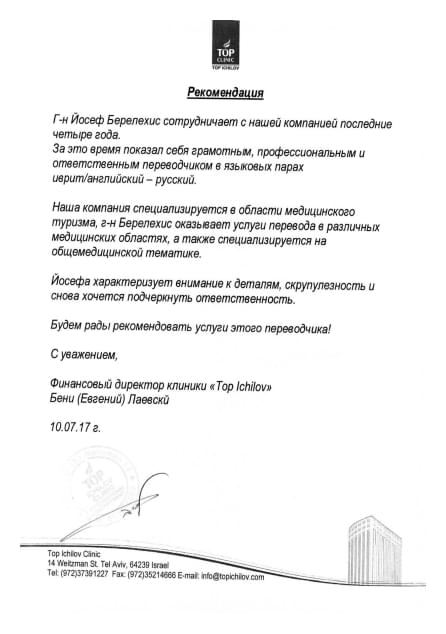 TOP
CLINIC
TOP ICHILOV
Рекомендация
Г-н Йосеф Берелехис сотрудничает с нашей компанией последние
четыре года.
За это время показал себя грамотным, профессиональным и
ответственным переводчиком в языковых парах
иврит/английский – русский.
Наша компания специализируется в области медицинского
туризма, г-н Берелехис оказывает услуги перевода в различных
медицинских областях, а также специализируется на
общемедицинской тематике.
Йосефа характеризует внимание к деталям, скрупулезность и
снова хочется подчеркнуть ответственность.
Будем рады рекомендовать услуги этого переводчика!
С уважением,
Финансовый директор клиники «Top Ichilov»
Бени (Евгений) Лаевскй
10.07.17 г.
TOP
Top Ichilov Clinic
14 Weitzman St. Tel Aviv, 64239 Israel
Tel: (972)37391227 Fax: (972)35214666 E-mail: info@topichilov.com